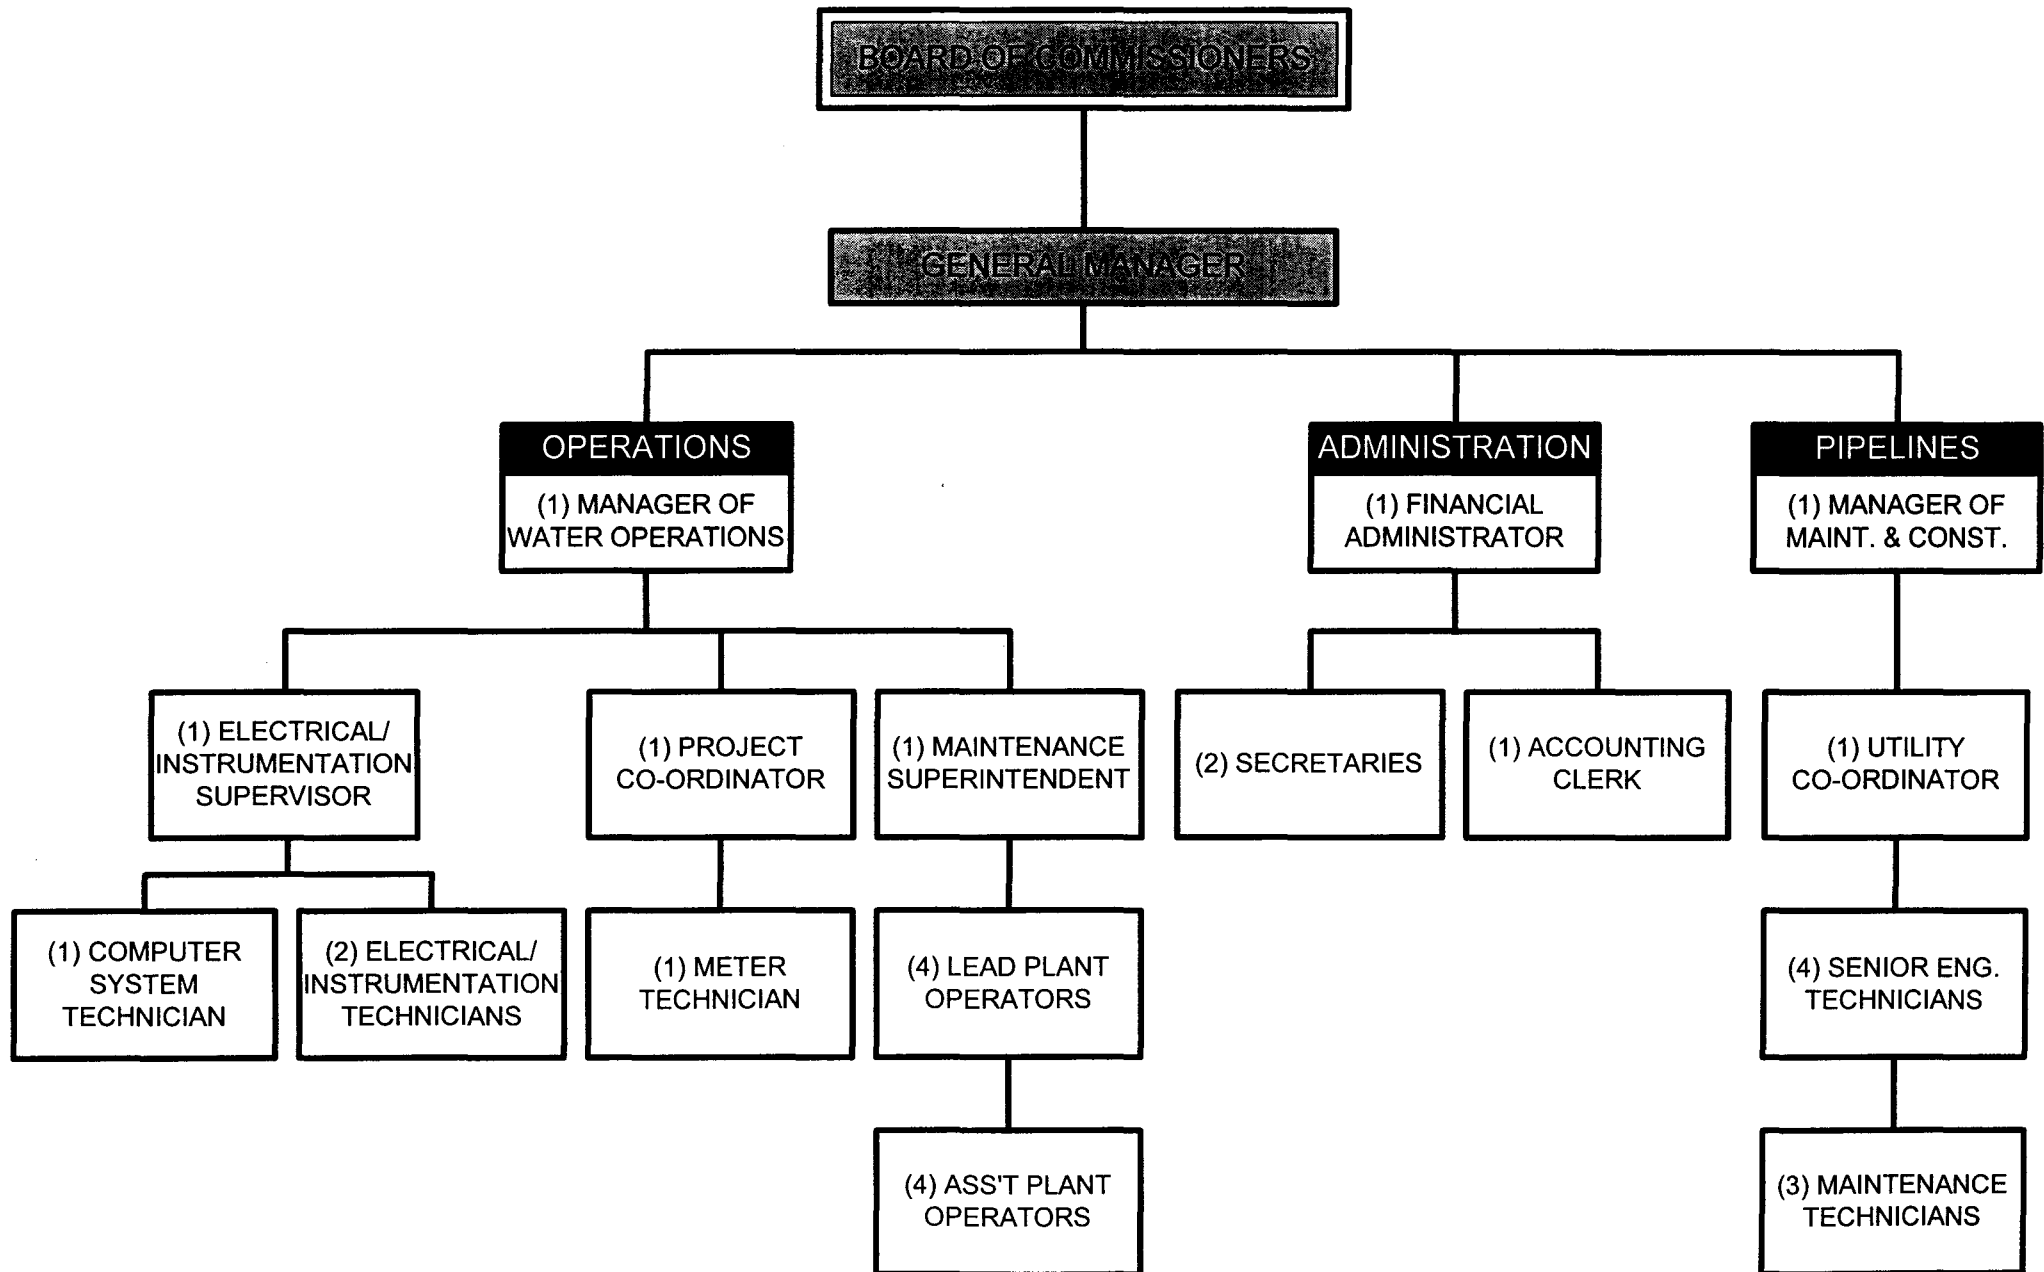 BOARD OF COMMISSIONERS
GENERAL MANAGER
OPERATIONS
(1) MANAGER OF
WATER OPERATIONS
ADMINISTRATION
(1) FINANCIAL
ADMINISTRATOR
PIPELINES
(1) MANAGER OF
MAINT. & CONST.
(1) ELECTRICAL/
INSTRUMENTATION
SUPERVISOR
(1) PROJECT
CO-ORDINATOR
(1) MAINTENANCE
SUPERINTENDENT
(2) SECRETARIES
(1) ACCOUNTING
CLERK
(1) UTILITY
CO-ORDINATOR
(1) COMPUTER
SYSTEM
TECHNICIAN
(2) ELECTRICAL/
INSTRUMENTATION
TECHNICIANS
(1) METER
TECHNICIAN
(4) LEAD PLANT
OPERATORS
(4) SENIOR ENG.
TECHNICIANS
(4) ASS'T PLANT
OPERATORS
(3) MAINTENANCE
TECHNICIANS